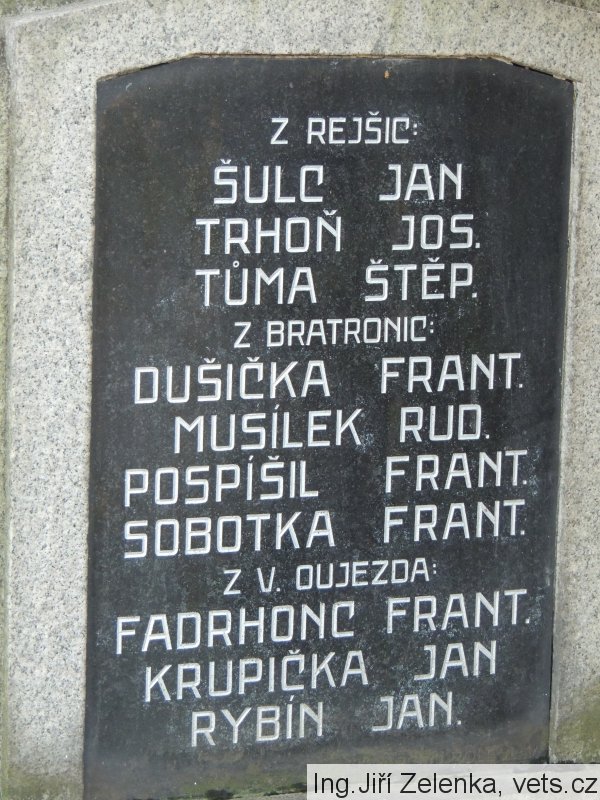 Z REJŠIC:
ŠULC JAN
TRHOŇ JOS.
TŮMA ŠTĚP.
Z BRATRONIC:
DUŠIČKA FRANT.
MUSÍLEK RUD.
POSPÍŠIL FRANT.
SOBOTKA FRANT.
Z V. OUJEZDA:
FADRHONC FRANT.
KRUPIČKA JAN
RYBÍN JAN.
Ing.Jiří Zelenka, vets.cz